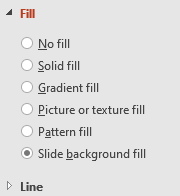 Fill
No fill
Solid fill
Gradient fill
Picture or texture fill
Pattern fill
Slide background fill
Line